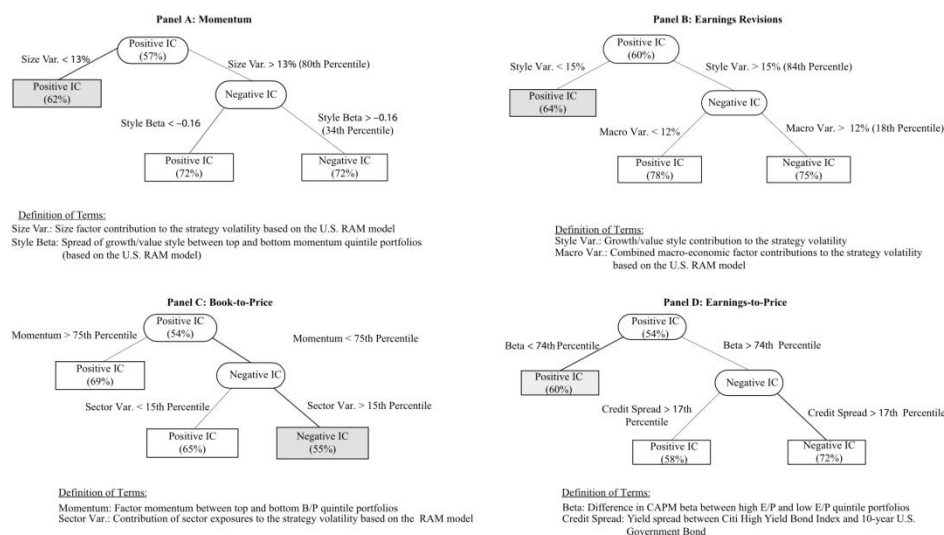 Panel A: Momentum
Positive IC
(57%)
Size Var. < 13%
Size Var. > 13% (80th Percentile)
Positive IC
(62%)
Negative IC
Style Beta < –0.16
Style Beta > –0.16
(34th Percentile)
Positive IC
(72%)
Negative IC
(72%)
Definition of Terms:
Size Var.: Size factor contribution to the strategy volatility based on the U.S. RAM model
Style Beta: Spread of growth/value style between top and bottom momentum quintile portfolios
(based on the U.S. RAM model)
Panel B: Earnings Revisions
Positive IC
(60%)
Style Var. < 15%
Style Var. > 15% (84th Percentile)
Positive IC
(64%)
Negative IC
Macro Var. < 12%
Macro Var. > 12% (18th Percentile)
Positive IC
(78%)
Negative IC
(75%)
Definition of Terms:
Style Var.: Growth/value style contribution to the strategy volatility
Macro Var.: Combined macro-economic factor contributions to the strategy volatility
based on the U.S. RAM model
Panel C: Book-to-Price
Positive IC
(54%)
Momentum > 75th Percentile
Momentum < 75th Percentile
Positive IC
(69%)
Negative IC
Sector Var. < 15th Percentile
Sector Var. > 15th Percentile
Positive IC
(65%)
Negative IC
(55%)
Definition of Terms:
Momentum: Factor momentum between top and bottom B/P quintile portfolios
Sector Var.: Contribution of sector exposures to the strategy volatility based on the RAM model
Panel D: Earnings-to-Price
Positive IC
(54%)
Beta < 74th Percentile
Beta > 74th Percentile
Positive IC
(60%)
Negative IC
Credit Spread > 17th
Percentile
Credit Spread > 17th Percentile
Positive IC
(58%)
Negative IC
(72%)
Definition of Terms:
Beta: Difference in CAPM beta between high E/P and low E/P quintile portfolios
Credit Spread: Yield spread between Citi High Yield Bond Index and 10-year U.S.
Government Bond